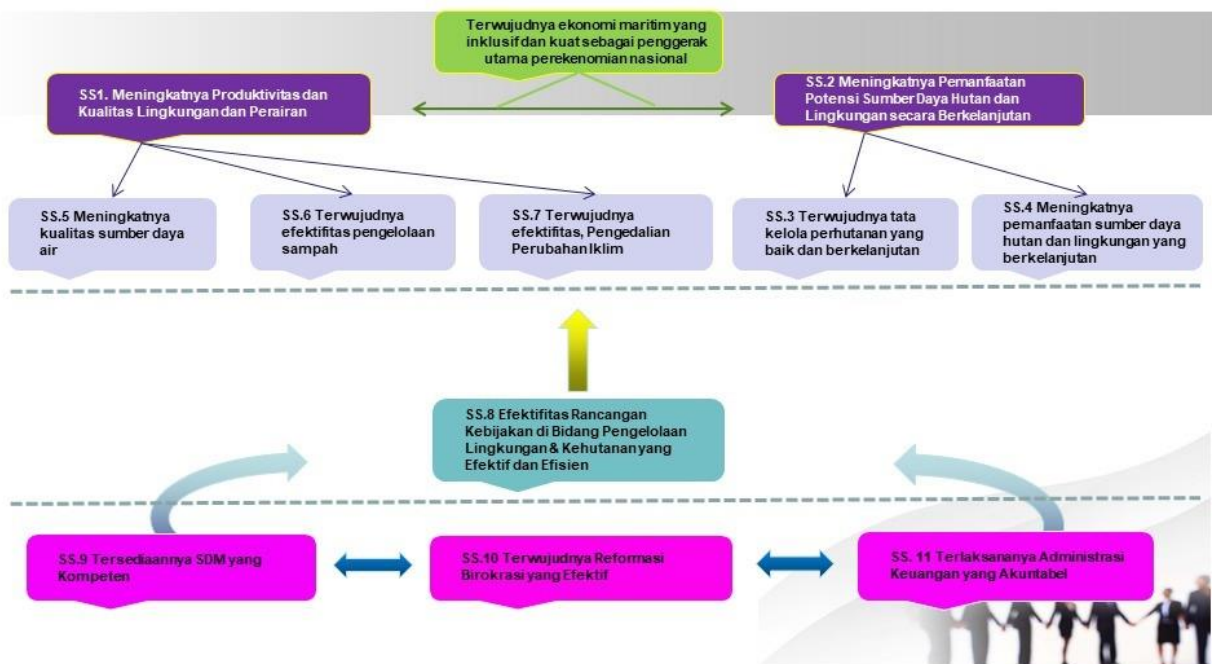 Terwujudnya ekonomi maritim yang
inklusif dan kuat sebagai penggerak
utama perekenomian nasional
SS1. Meningkatnya Produktivitas dan
Kualitas Lingkungan dan Perairan
SS.2 Meningkatnya Pemanfaatan
Potensi Sumber Daya Hutan dan
Lingkungan secara Berkelanjutan
SS.5 Meningkatnya
kualitas sumber daya
air
SS.6 Terwujudnya
efektifitas pengelolaan
sampah
SS.7 Terwujudnya
efektifitas, Pengedalian
Perubahan Iklim
SS.3 Terwujudnya tata
kelola perhutanan yang
baik dan berkelanjutan
SS.4 Meningkatnya
pemanfaatan sumber daya
hutan dan lingkungan yang
berkelanjutan
SS.8 Efektifitas Rancangan
Kebijakan di Bidang Pengelolaan
Lingkungan & Kehutanan yang
Efektif dan Efisien
SS.9 Tersediaannya SDM yang
Kompeten
SS.10 Terwujudnya Reformasi
Birokrasi yang Efektif
SS. 11 Terlaksananya Administrasi
Keuangan yang Akuntabel